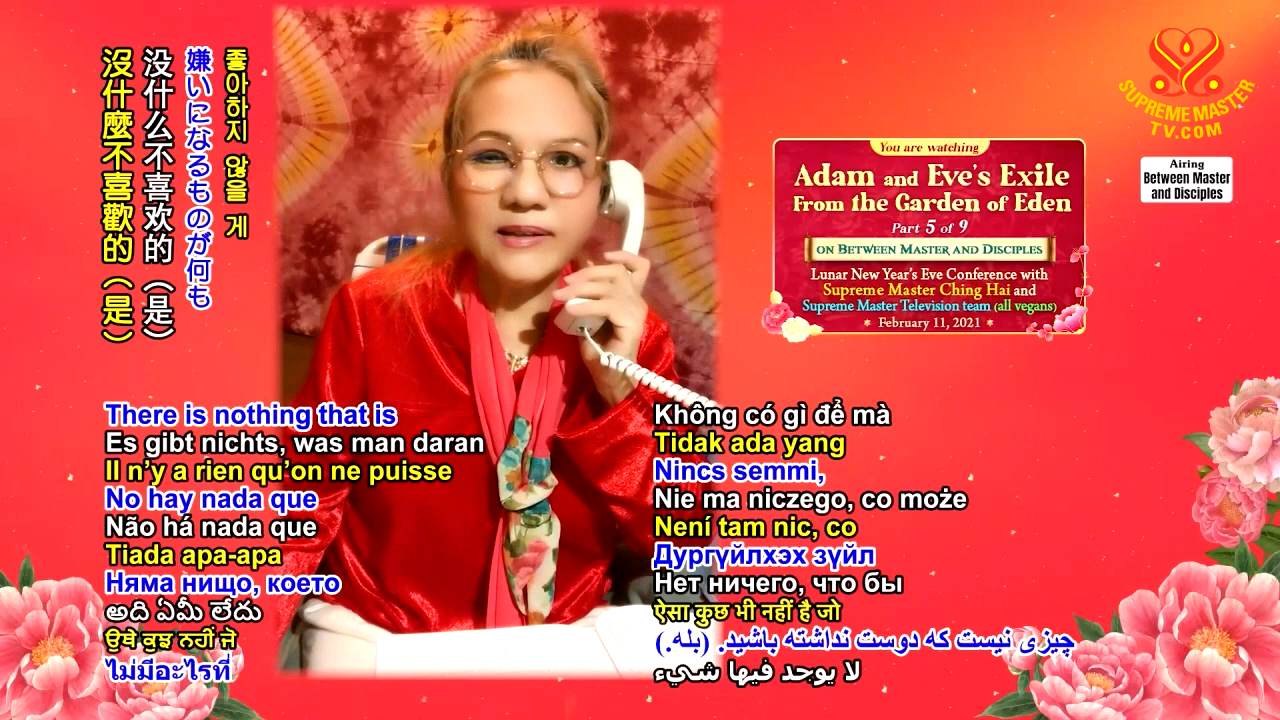 沒什麼不喜歡的（是）
没什么不喜欢的（是）
嫌いになるものが何も
좋아하지 않을 게
SUPREME MASTER
TV.COM
Airing
Between Master
and Disciples
You are watching
Adam and Eve's Exile
From the Garden of Eden
Part 5 of 9
ON BETWEEN MASTER AND DISCIPLES
Lunar New Year's Eve Conference with
Supreme Master Ching Hai and
Supreme Master Television team (all vegans)
February 11, 2021
There is nothing that is
Es gibt nichts, was man daran
Il n'y a rien qu'on ne puisse
No hay nada que
Não há nada que
Tiada apa-apa
Няма нищо, което
అది ఏమీ లేదు
ਉਥੇ ਕੁਝ ਨਹੀਂ ਜੋ
ไม่มีอะไรที่
Không có gì để mà
Tidak ada yang
Nincs semmi,
Nie ma niczego, co może
Není tam nic, co
Дургүйлхэх зүйл
Нет ничего, что бы
ऐसा कुछ भी नहीं है जो
چیزی نیست که دوست نداشته باشید. (بله.)
لا يوجد فيها شيء